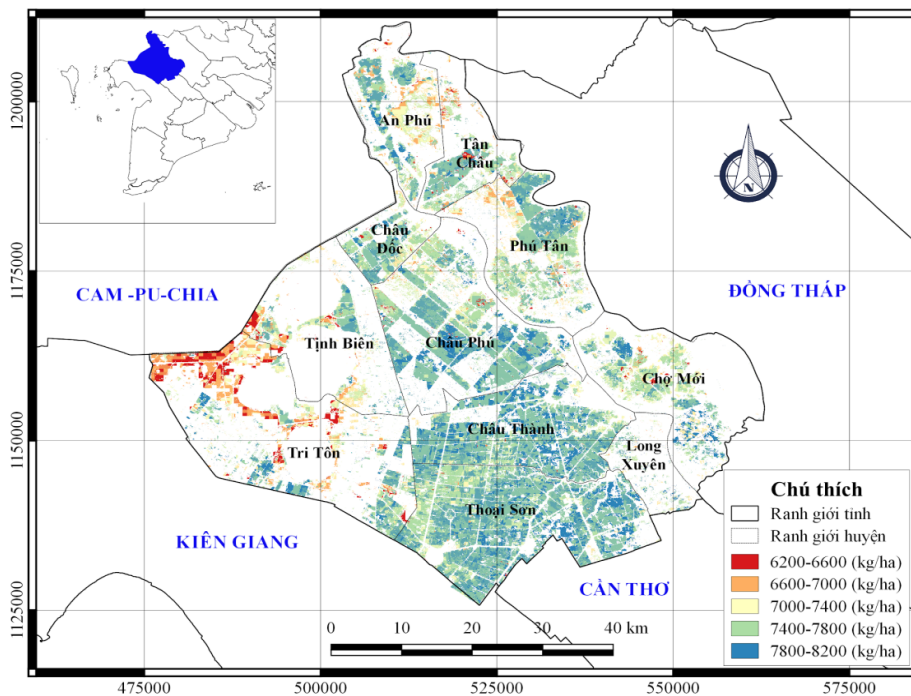 1200000
1175000
1150000
1125000
An Phú
Tân
Châu
N
Châu
Đốc
Phú Tân
CAM -PU-CHIA
ĐỒNG THÁP
Tịnh Biên
Châu Phú
Chợ Mới
Châu Thành
Tri Tôn
Long
Xuyên
Thoại Sơn
KIÊN GIANG
CẦN THƠ
Chú thích
Ranh giới tỉnh
Ranh giới huyện
6200-6600 (kg/ha)
6600-7000 (kg/ha)
7000-7400 (kg/ha)
7400-7800 (kg/ha)
7800-8200 (kg/ha)
0 10 20 30 40 km
475000 500000 525000 550000 575000